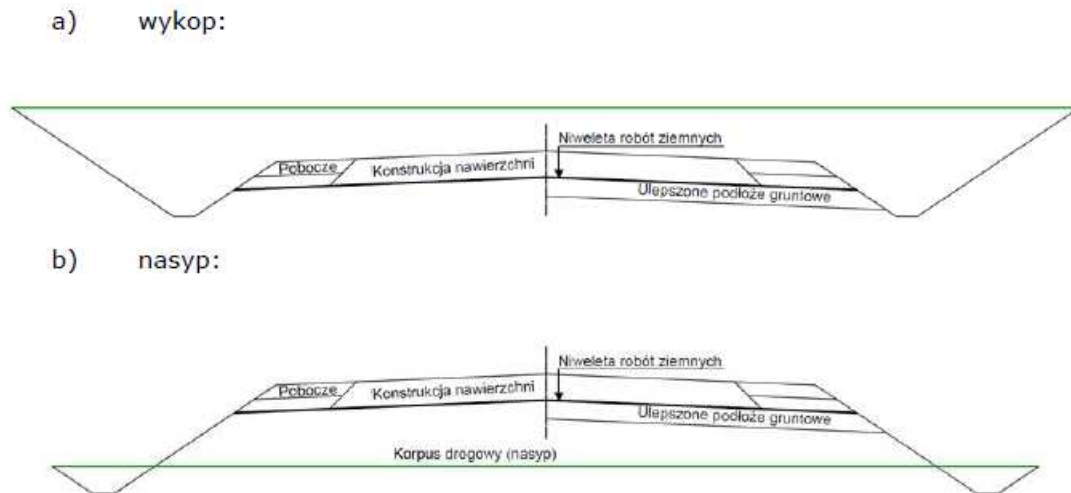 a) wykop:
Niweleta robót ziemnych
Pobocze
Konstrukcja nawierzchni
Ulepszone podłoże gruntowe
b) nasyp:
Niweleta robót ziemnych
Pobocze
Konstrukcja nawierzchni
Ulepszone podłoże gruntowe
Korpus drogowy (nasyp)